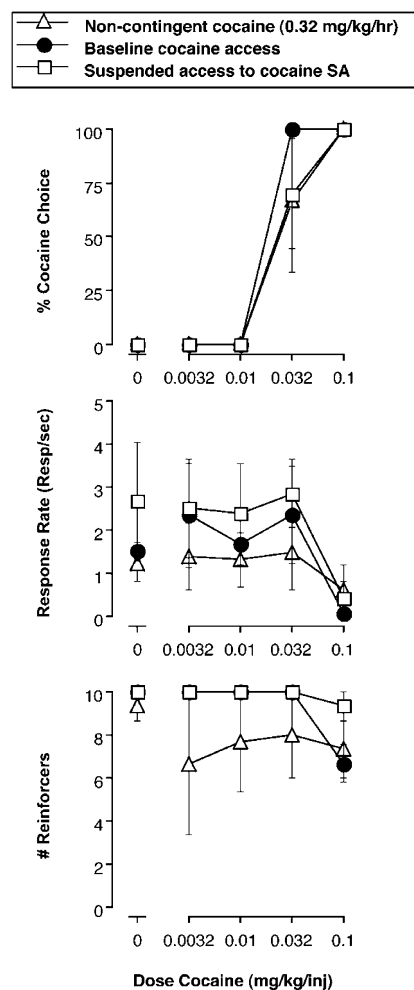 Non-contingent cocaine (0.32 mg/kg/hr)
Baseline cocaine access
Suspended access to cocaine SA
% Cocaine Choice
100
75
50
25
0
0 0.0032 0.01 0.032 0.1
Response Rate (Resp/sec)
5
4
3
2
1
0
0 0.0032 0.01 0.032 0.1
# Reinforcers
10
8
6
4
2
0
0 0.0032 0.01 0.032 0.1
Dose Cocaine (mg/kg/inj)